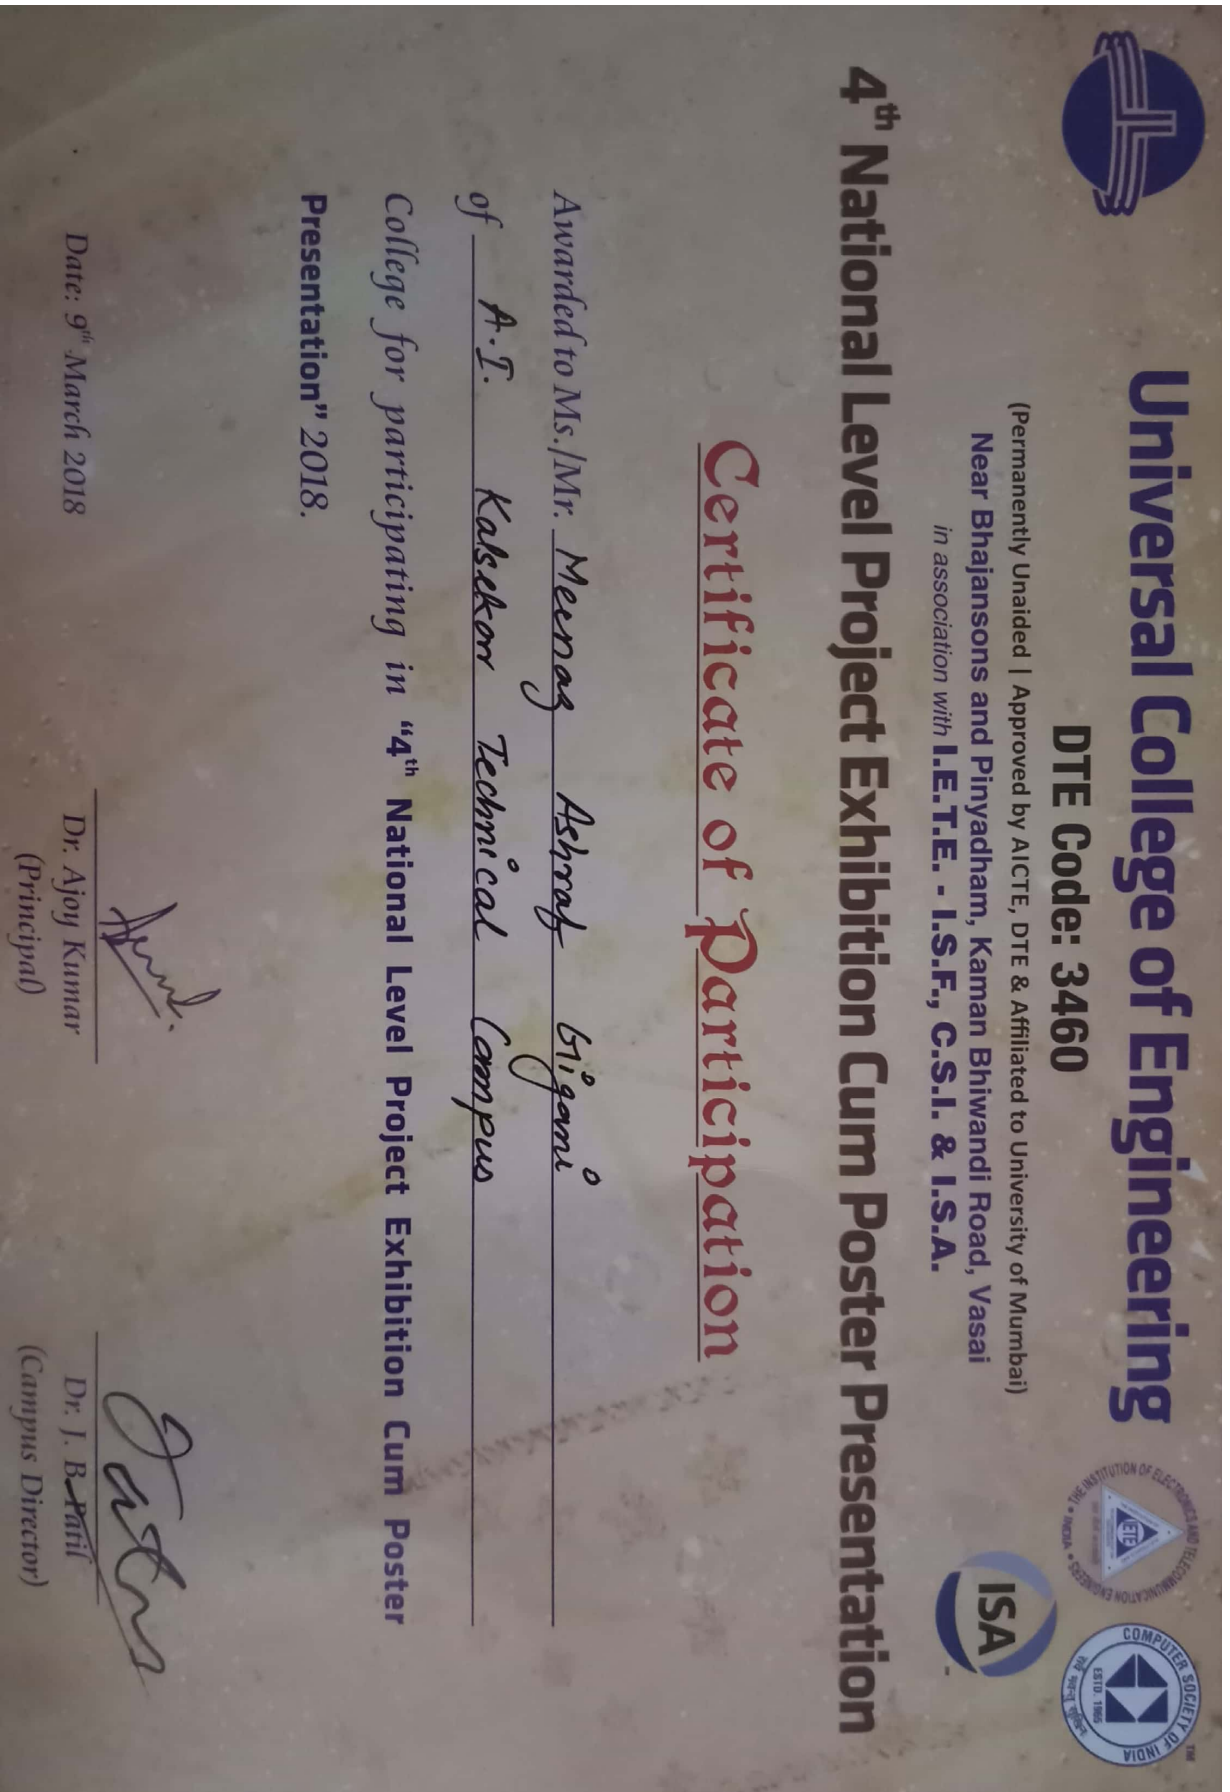 Universal College of Engineering
DTE Code: 3460
(Permanently Unaided | Approved by AICTE, DTE & Affiliated to University of Mumbai)
Near Bhajansons and Pinyadham, Kaman Bhiwandi Road, Vasai
in association with I.E.T.E. - I.S.F., C.S.I. & I.S.A.
THE INSTITUTION OF ELECTRONICS AND TELECOMMUNICATION ENGINEERS • INDIA •
IETE
COMPUTER SOCIETY OF INDIA
ESTD. 1965
TM
ISA
4th National Level Project Exhibition Cum Poster Presentation
Certificate of Participation
Awarded to Ms./Mr. Meenaz Ashraf Gigani
of A.I. Kalsekar Technical Campus
College for participating in “4th National Level Project Exhibition Cum Poster
Presentation” 2018.
Date: 9th March 2018
Dr. Ajoy Kumar
(Principal)
Dr. J. B. Patil
(Campus Director)